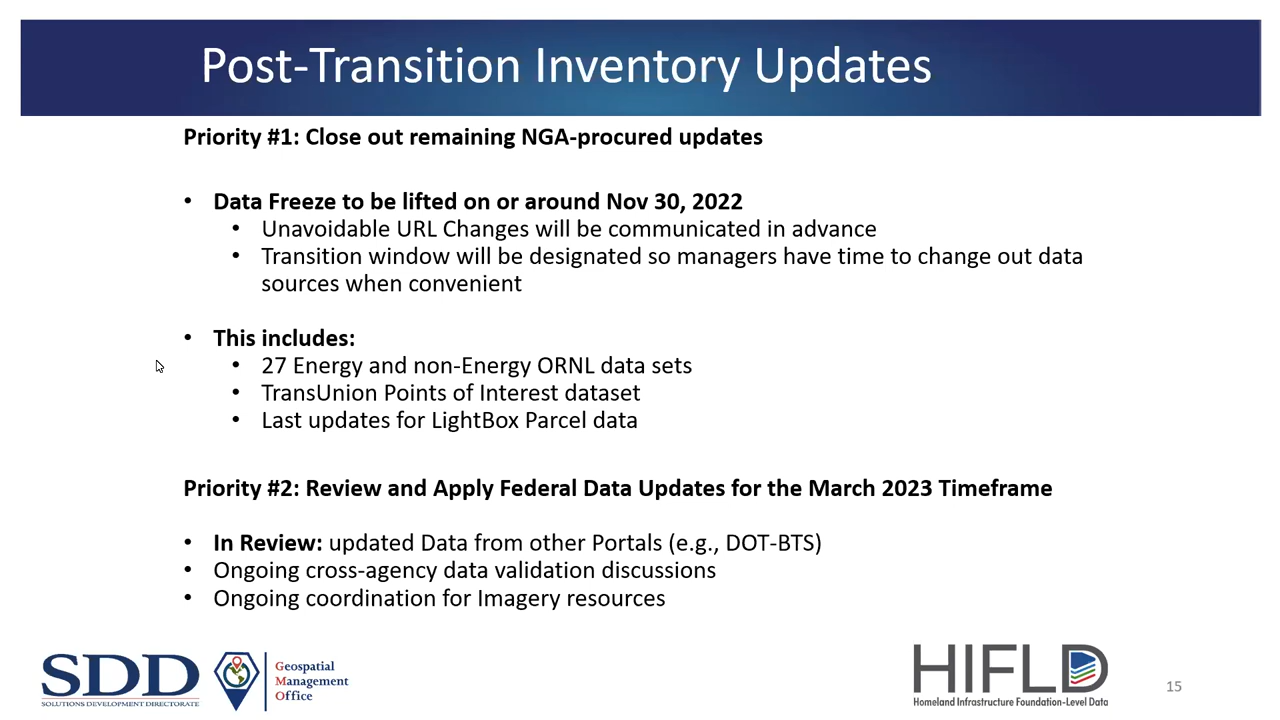 Post-Transition Inventory Updates
Priority #1: Close out remaining NGA-procured updates
• Data Freeze to be lifted on or around Nov 30, 2022
• Unavoidable URL Changes will be communicated in advance
• Transition window will be designated so managers have time to change out data
sources when convenient
• This includes:
• 27 Energy and non-Energy ORNL data sets
• TransUnion Points of Interest dataset
• Last updates for LightBox Parcel data
Priority #2: Review and Apply Federal Data Updates for the March 2023 Timeframe
• In Review: updated Data from other Portals (e.g., DOT-BTS)
• Ongoing cross-agency data validation discussions
• Ongoing coordination for Imagery resources
SDD
SOLUTIONS DEVELOPMENT DIRECTORATE
Geospatial
Management
Office
HIFLD
Homeland Infrastructure Foundation-Level Data
15